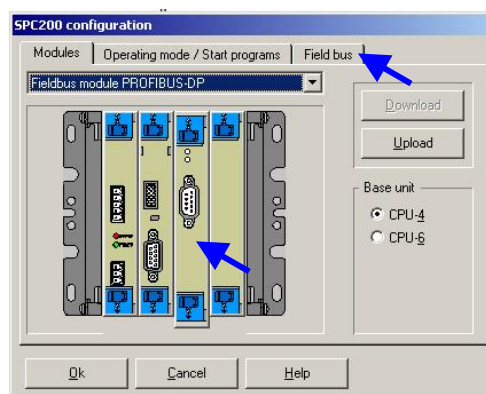 SPC200 configuration
Modules
Operating mode / Start programs
Field bus
Fieldbus module PROFIBUS-DP
Download
Upload
Base unit
CPU-4
CPU-6
Ok
Cancel
Help